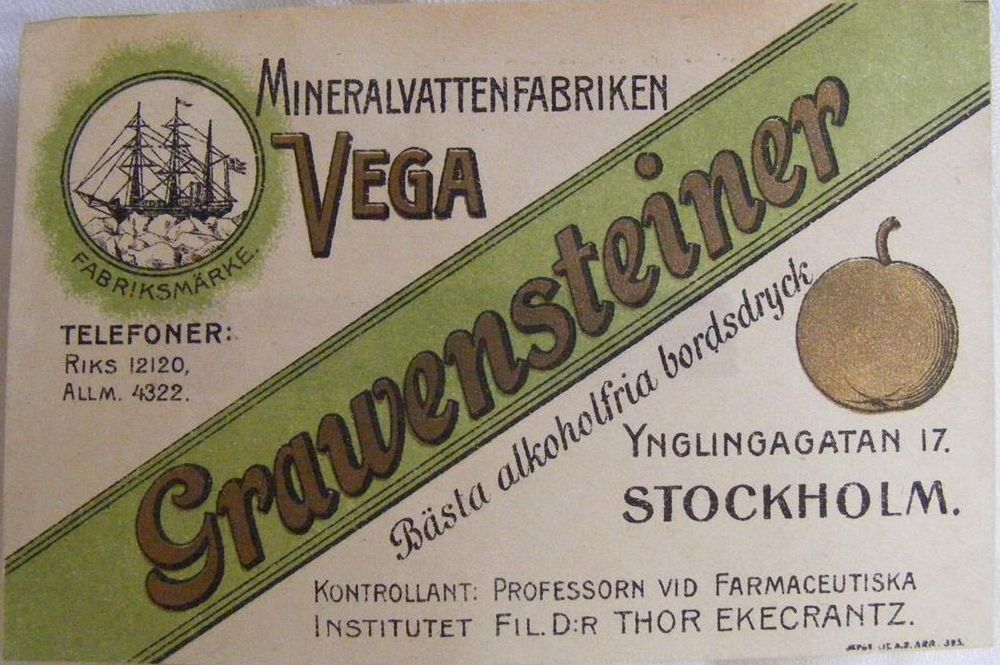 MINERALVATTENFABRIKEN
VEGA
FABRIKSMÄRKE.
TELEFONER:
RIKS 12120,
ALLM. 4322.
Grawensteiner
Bästa alkoholfria bordsdryck
YNGLINGAGATAN 17.
STOCKHOLM.
KONTROLLANT: PROFESSORN VID FARMACEUTISKA
INSTITUTET FIL. D:R THOR EKECRANTZ.